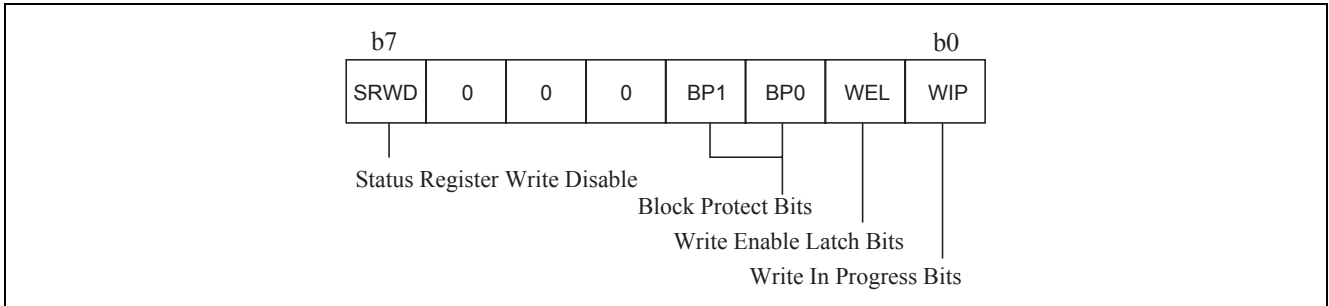 b7 b0
SRWD 0 0 0 BP1 BP0 WEL WIP
Status Register Write Disable
Block Protect Bits
Write Enable Latch Bits
Write In Progress Bits